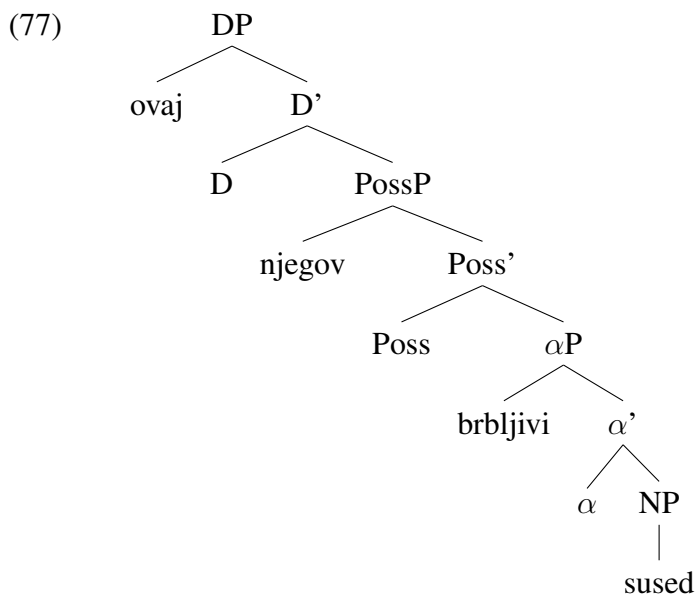 (77) DP
ovaj D’
D PossP
njegov Poss’
Poss αP
brbljivi α’
α NP
sused